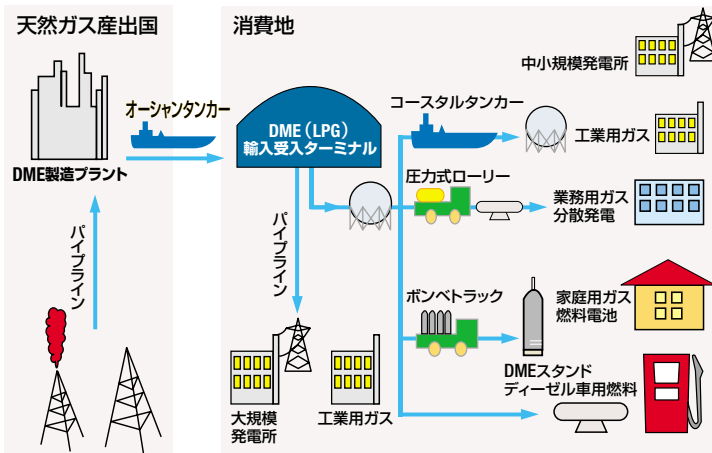 天然ガス産出国
DME製造プラント
パイプライン
オーシャンタンカー
消費地
DME（LPG）
輸入受入ターミナル
パイプライン
大規模
発電所
工業用ガス
中小規模発電所
コースタルタンカー
工業用ガス
圧力式ローリー
業務用ガス
分散発電
ボンベトラック
家庭用ガス
燃料電池
DMEスタンド
ディーゼル車用燃料